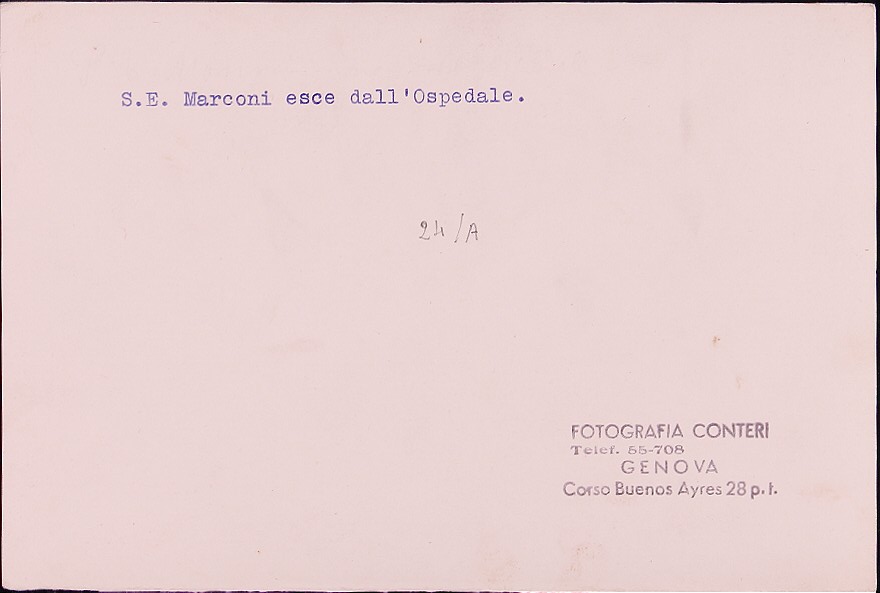 S.E. Marconi esce dall'Ospedale.
24/A
FOTOGRAFIA CONTERI
Telef. 55-708
GENOVA
Corso Buenos Ayres 28 p.t.